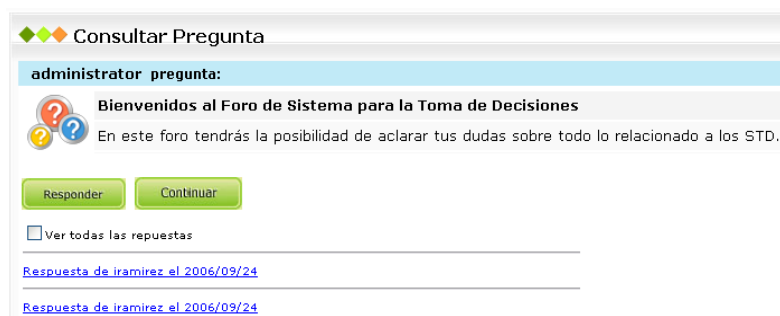 Consultar Pregunta
administrator pregunta:
Bienvenidos al Foro de Sistema para la Toma de Decisiones
En este foro tendrás la posibilidad de aclarar tus dudas sobre todo lo relacionado a los STD.
Responder Continuar
Ver todas las repuestas
Respuesta de iramirez el 2006/09/24
Respuesta de iramirez el 2006/09/24